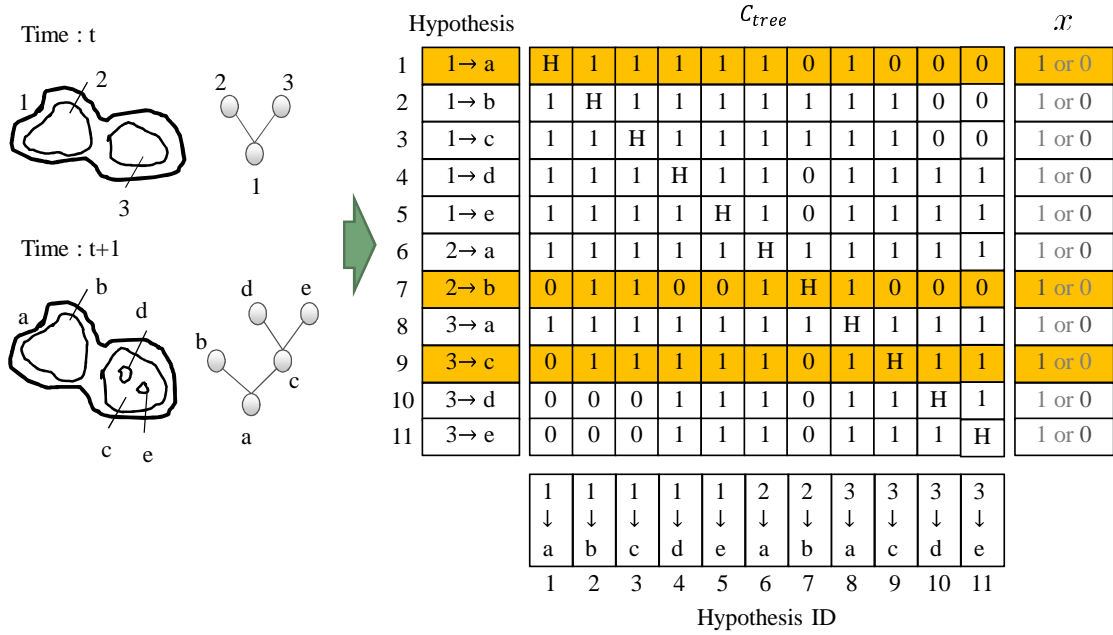 Time : t
1
2
3
2
3
1
Time : t+1
a
b
d
c
e
d
e
b
c
a
Hypothesis C_tree x
1 1→ a H 1 1 1 1 1 0 1 0 0 0 1 or 0
2 1→ b 1 H 1 1 1 1 1 1 1 0 0 1 or 0
3 1→ c 1 1 H 1 1 1 1 1 1 0 0 1 or 0
4 1→ d 1 1 1 H 1 1 0 1 1 1 1 1 or 0
5 1→ e 1 1 1 1 H 1 0 1 1 1 1 1 or 0
6 2→ a 1 1 1 1 1 H 1 1 1 1 1 1 or 0
7 2→ b 0 1 1 0 0 1 H 1 0 0 0 1 or 0
8 3→ a 1 1 1 1 1 1 1 H 1 1 1 1 or 0
9 3→ c 0 1 1 1 1 1 0 1 H 1 1 1 or 0
10 3→ d 0 0 0 1 1 1 0 1 1 H 1 1 or 0
11 3→ e 0 0 0 1 1 1 0 1 1 1 H 1 or 0
1 1 1 1 1 2 2 3 3 3 3
↓ ↓ ↓ ↓ ↓ ↓ ↓ ↓ ↓ ↓ ↓
a b c d e a b a c d e
1 2 3 4 5 6 7 8 9 10 11
Hypothesis ID